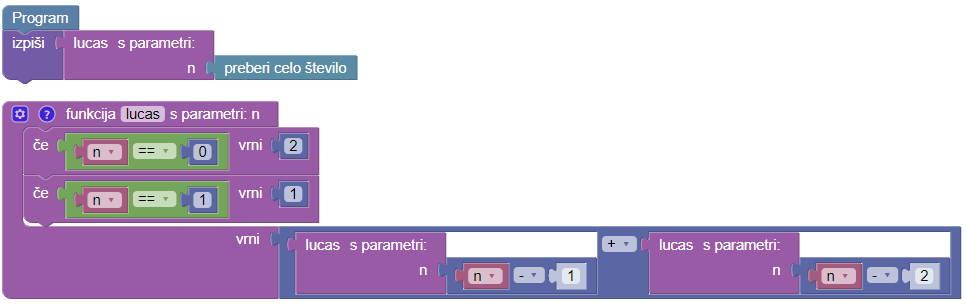 Program
izpiši lucas s parametri:
n preberi celo število
? funkcija lucas s parametri: n
če n == 0 vrni 2
če n == 1 vrni 1
vrni lucas s parametri: + lucas s parametri:
n n - 1 n n - 2